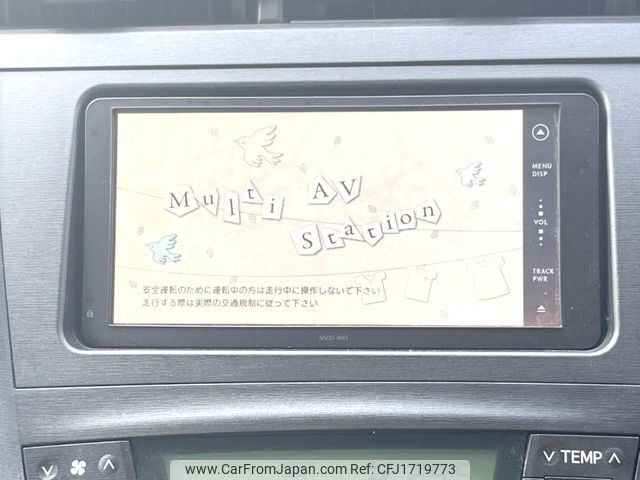 Multi AV
Station
安全運転のために運転中の方は走行中に操作しないで下さい
走行する際は実際の交通規制に従って下さい
MENU
DISP
VOL
TRACK
PWR
NSDD-W61
TEMP
www.CarFromJapan.com CFJ1719773